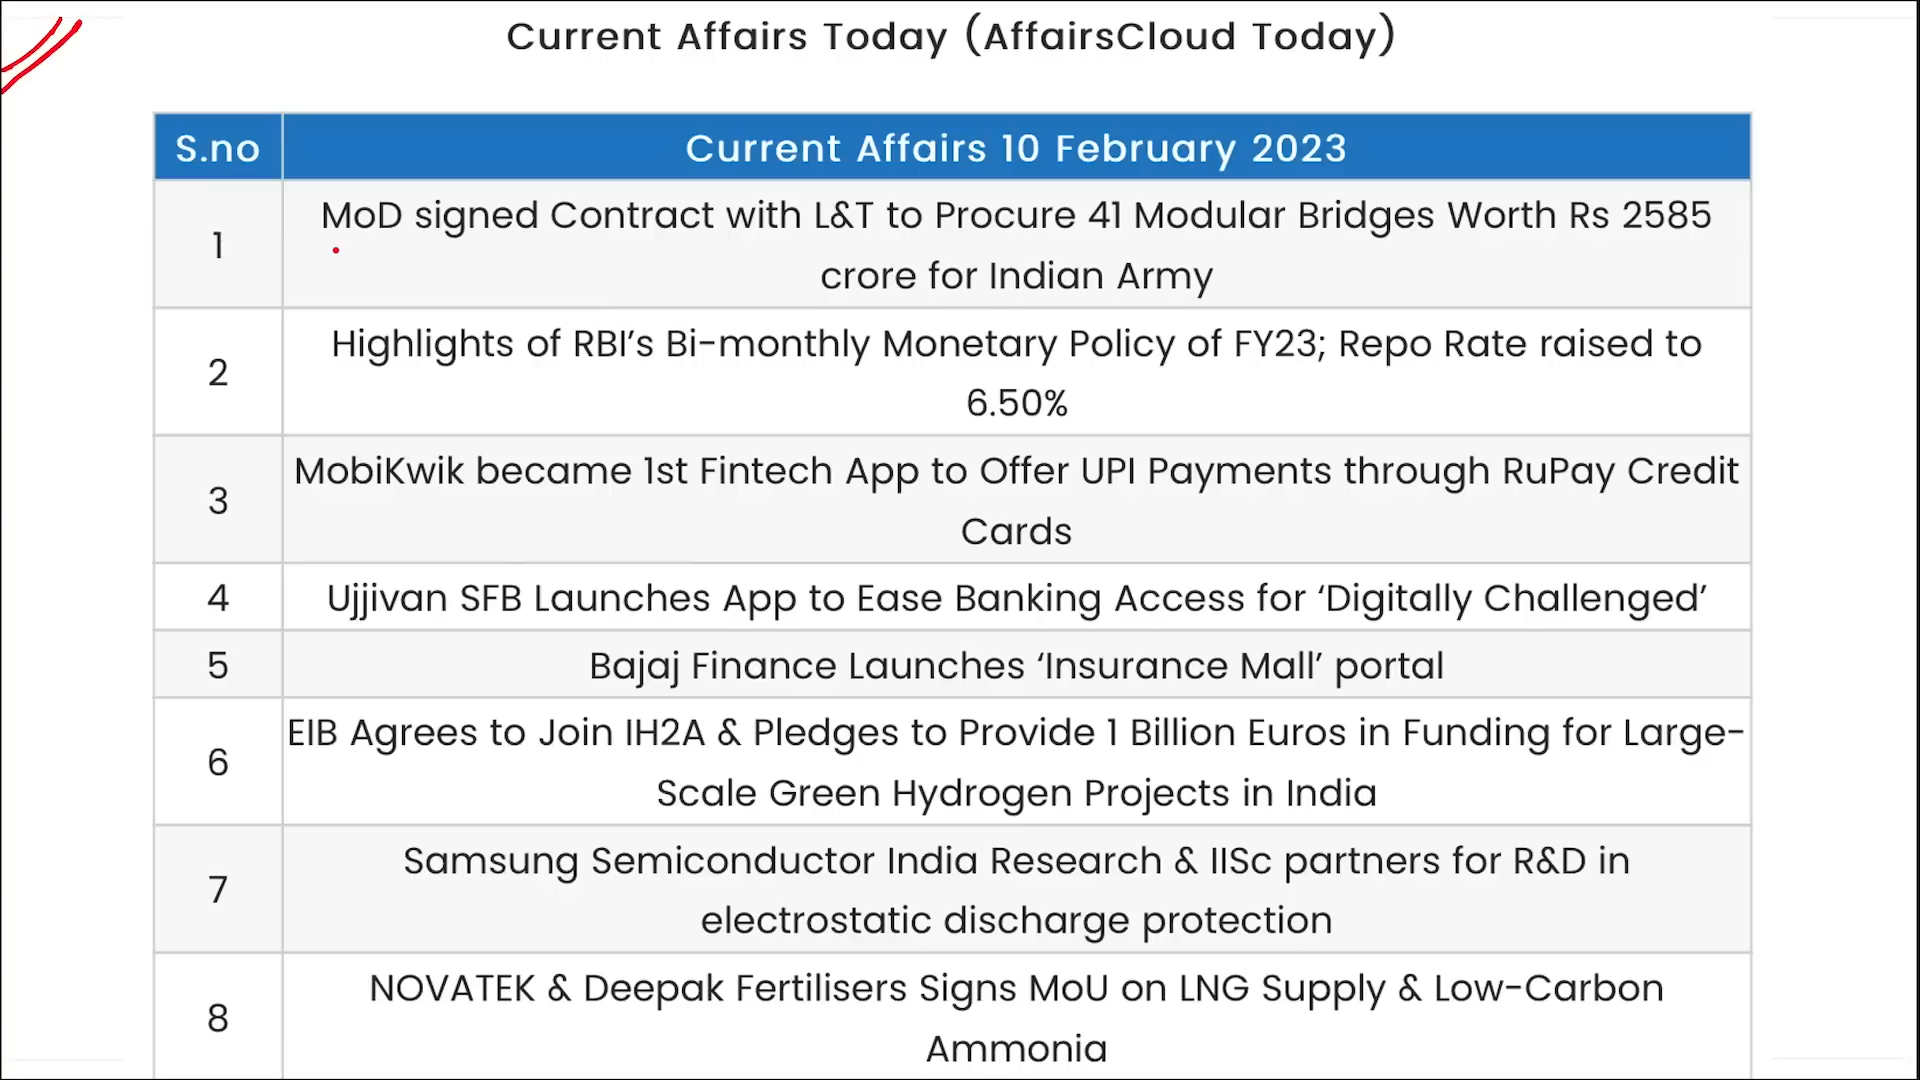 Current Affairs Today (AffairsCloud Today)
S.no
Current Affairs 10 February 2023
1
MoD signed Contract with L&T to Procure 41 Modular Bridges Worth Rs 2585
crore for Indian Army
2
Highlights of RBI’s Bi-monthly Monetary Policy of FY23; Repo Rate raised to
6.50%
3
MobiKwik became 1st Fintech App to Offer UPI Payments through RuPay Credit
Cards
4
Ujjivan SFB Launches App to Ease Banking Access for ‘Digitally Challenged’
5
Bajaj Finance Launches ‘Insurance Mall’ portal
6
EIB Agrees to Join IH2A & Pledges to Provide 1 Billion Euros in Funding for Large-
Scale Green Hydrogen Projects in India
7
Samsung Semiconductor India Research & IISc partners for R&D in
electrostatic discharge protection
8
NOVATEK & Deepak Fertilisers Signs MoU on LNG Supply & Low-Carbon
Ammonia